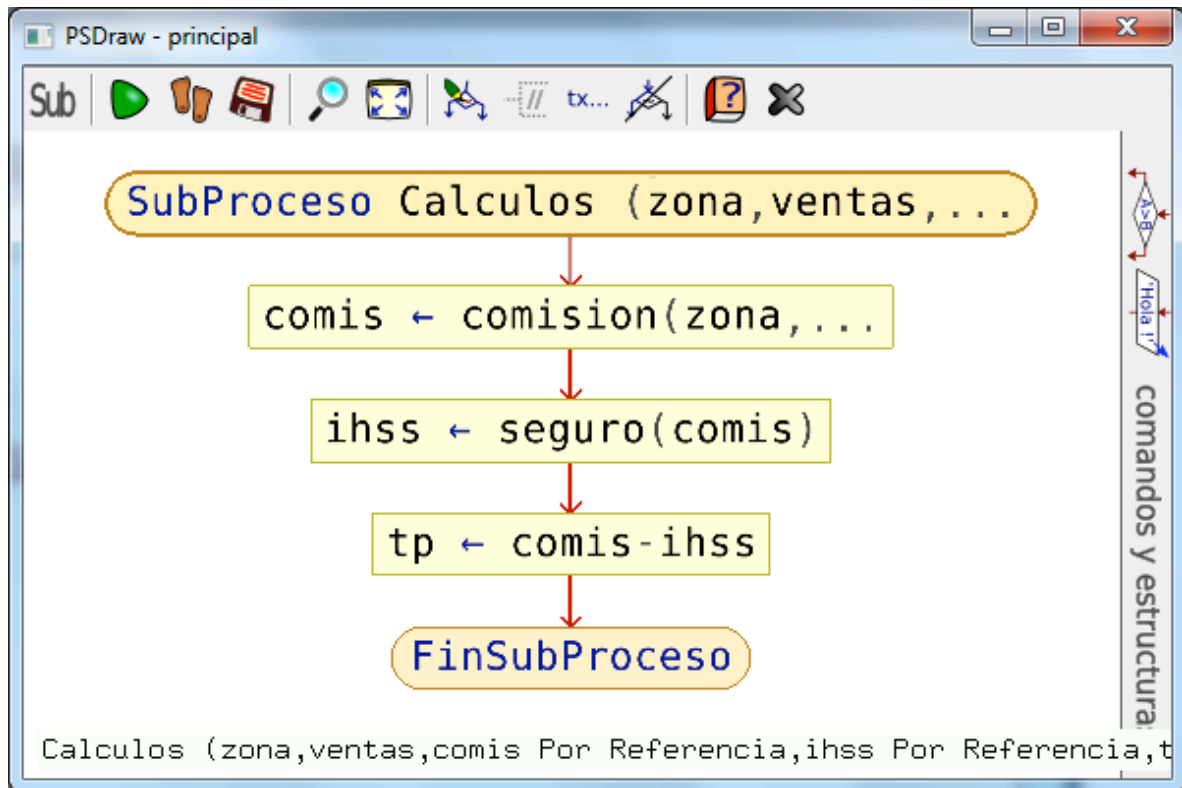 PSDraw - principal
Sub
tx...
SubProceso Calculos (zona,ventas,...
comis ← comision(zona,...
ihss ← seguro(comis)
tp ← comis-ihss
FinSubProceso
Calculos (zona,ventas,comis Por Referencia,ihss Por Referencia,t
A>B
"Hola !"
comandos y estructuras